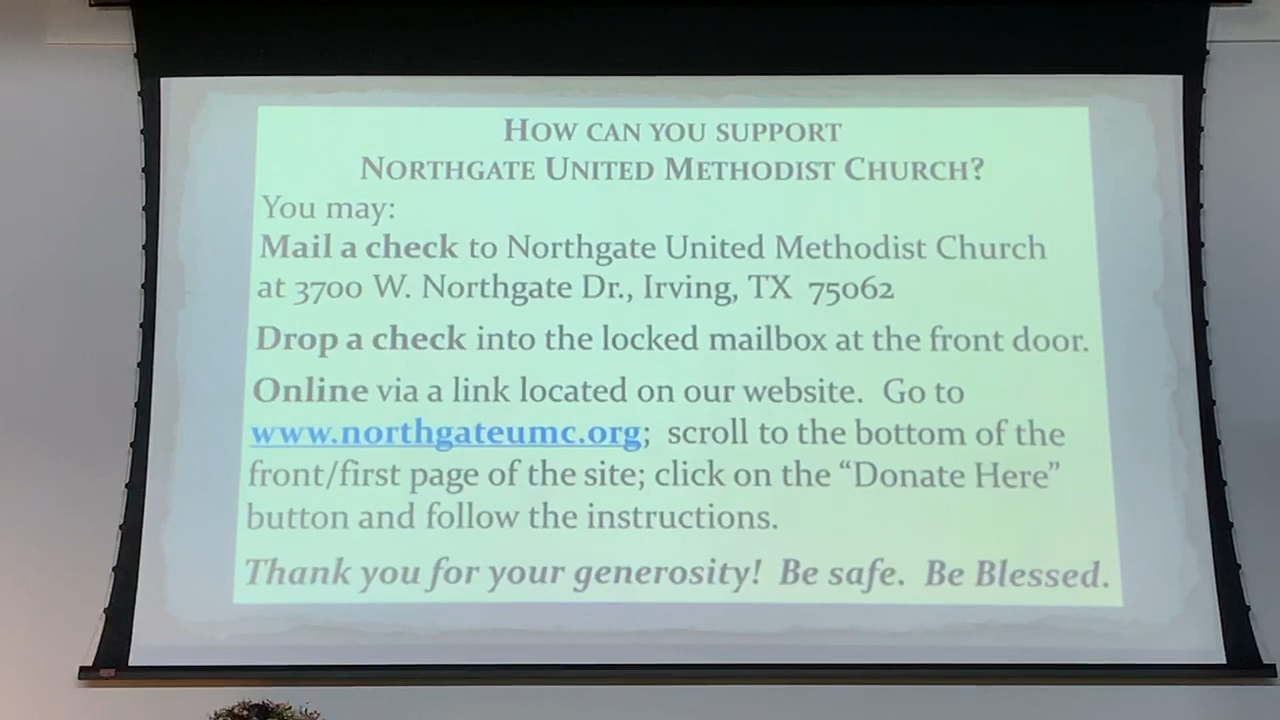 HOW CAN YOU SUPPORT
NORTHGATE UNITED METHODIST CHURCH?
You may:
Mail a check to Northgate United Methodist Church
at 3700 W. Northgate Dr., Irving, TX 75062
Drop a check into the locked mailbox at the front door.
Online via a link located on our website. Go to
www.northgateumc.org; scroll to the bottom of the
front/first page of the site; click on the “Donate Here”
button and follow the instructions.
Thank you for your generosity! Be safe. Be Blessed.